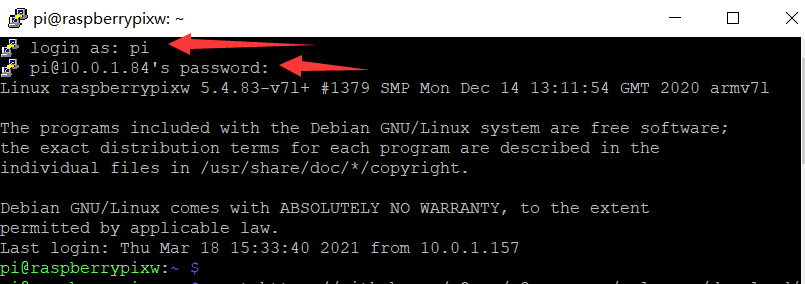 pi@raspberrypixw: ~
login as: pi
pi@10.0.1.84's password:
Linux raspberrypixw 5.4.83-v7l+ #1379 SMP Mon Dec 14 13:11:54 GMT 2020 armv7l
The programs included with the Debian GNU/Linux system are free software;
the exact distribution terms for each program are described in the
individual files in /usr/share/doc/*/copyright.
Debian GNU/Linux comes with ABSOLUTELY NO WARRANTY, to the extent
permitted by applicable law.
Last login: Thu Mar 18 15:33:40 2021 from 10.0.1.157
pi@raspberrypixw:~ $